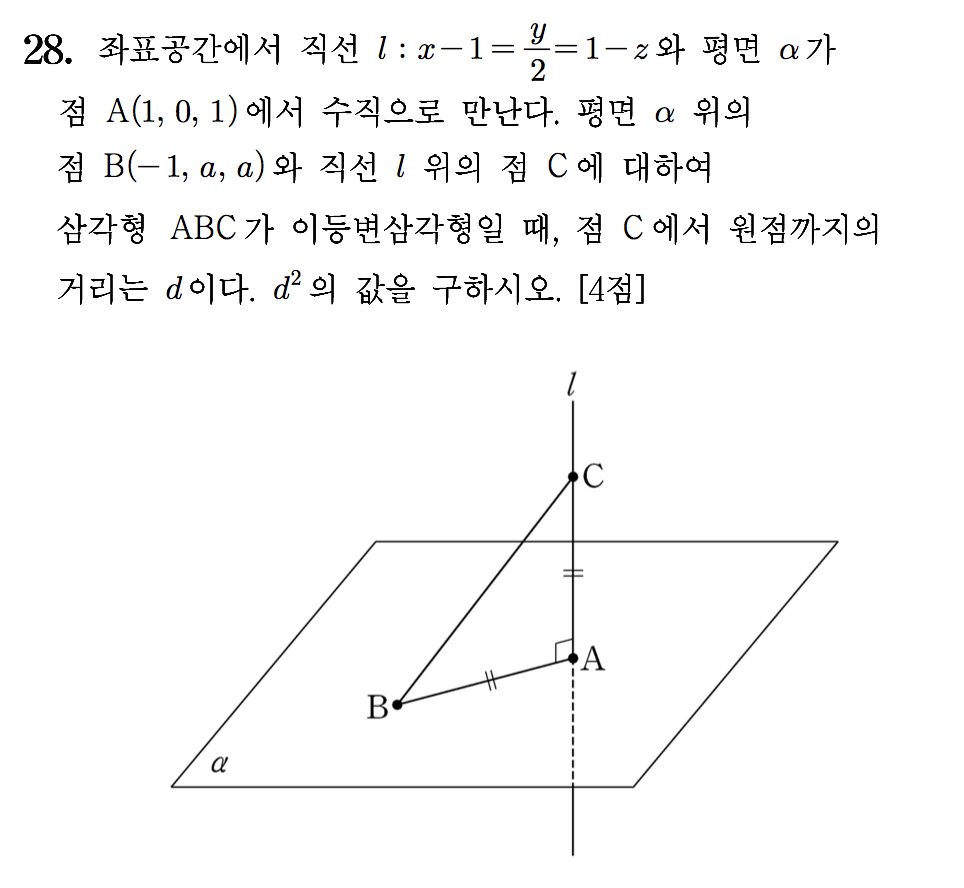 28. 좌표공간에서 직선 l : x−1=y/2=1−z와 평면 α가
점 A(1, 0, 1)에서 수직으로 만난다. 평면 α 위의
점 B(−1, a, a)와 직선 l 위의 점 C에 대하여
삼각형 ABC가 이등변삼각형일 때, 점 C에서 원점까지의
거리는 d이다. d²의 값을 구하시오. [4점]
l
C
A
B
α